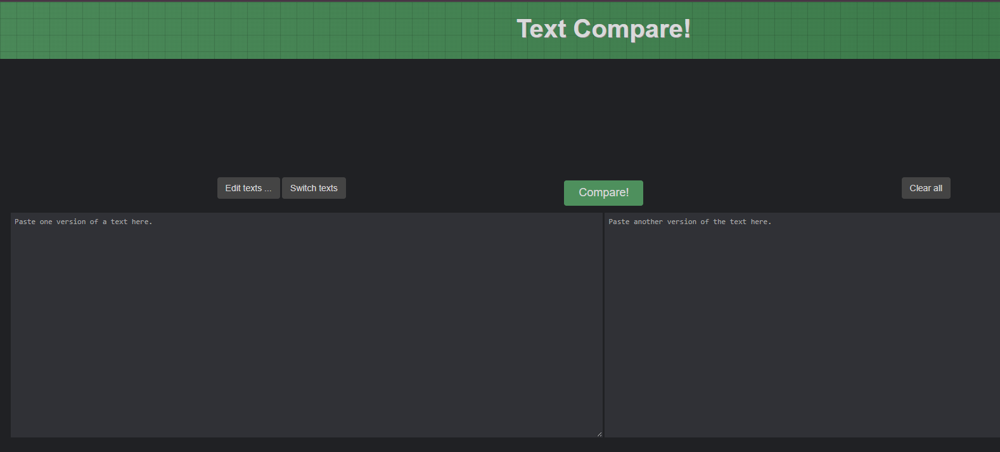 Text Compare!
Edit texts ... Switch texts Compare! Clear all
Paste one version of a text here. Paste another version of the text here.